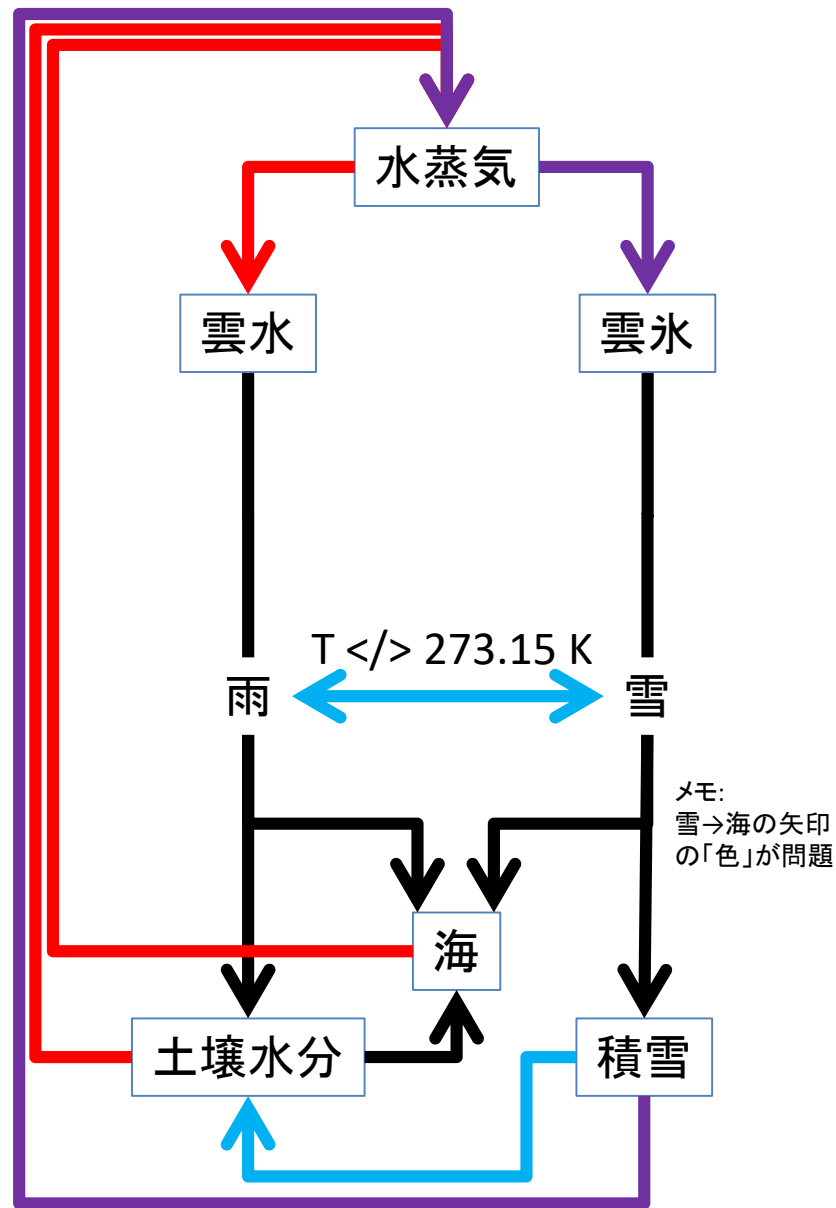 水蒸気
雲水
雲氷
T </> 273.15 K
雨
雪
メモ:
雪→海の矢印
の「色」が問題
海
土壌水分
積雪